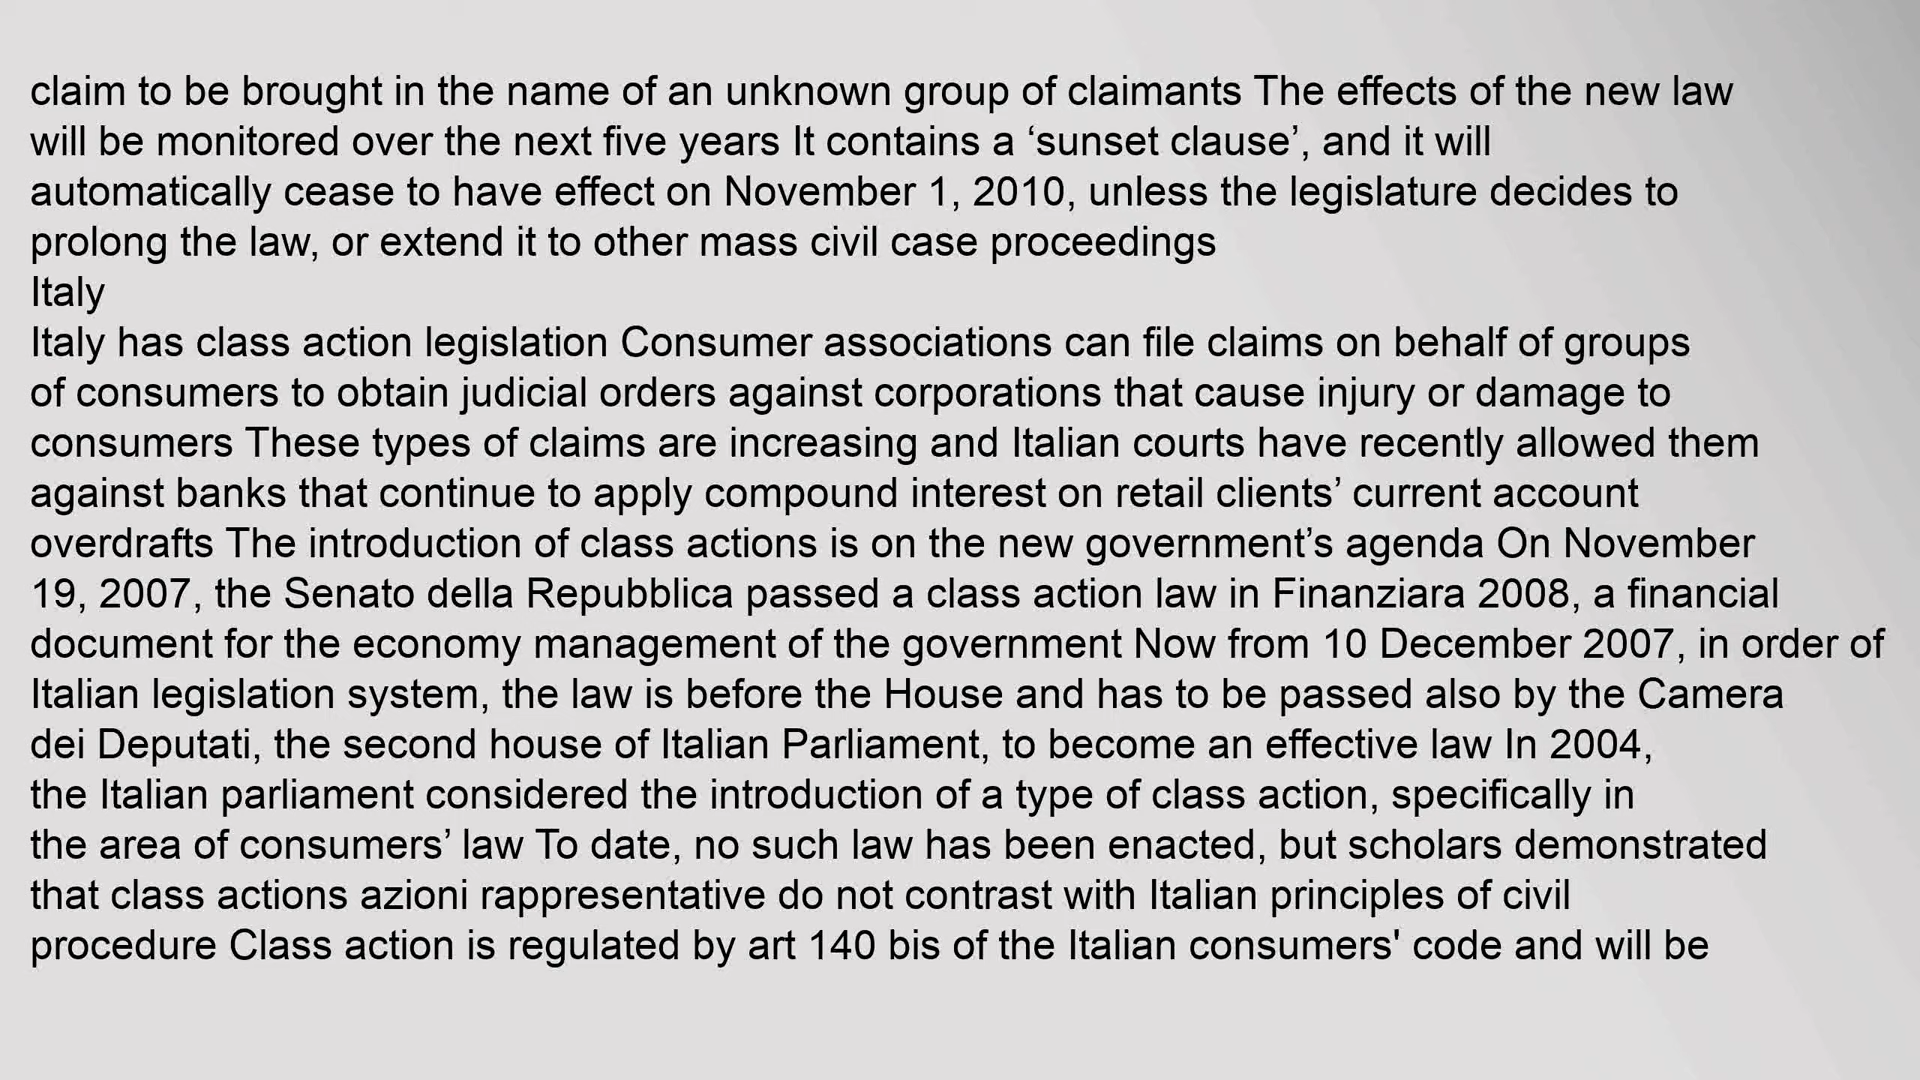 claim to be brought in the name of an unknown group of claimants The effects of the new law
will be monitored over the next five years It contains a ‘sunset clause’, and it will
automatically cease to have effect on November 1, 2010, unless the legislature decides to
prolong the law, or extend it to other mass civil case proceedings
Italy
Italy has class action legislation Consumer associations can file claims on behalf of groups
of consumers to obtain judicial orders against corporations that cause injury or damage to
consumers These types of claims are increasing and Italian courts have recently allowed them
against banks that continue to apply compound interest on retail clients’ current account
overdrafts The introduction of class actions is on the new government’s agenda On November
19, 2007, the Senato della Repubblica passed a class action law in Finanziara 2008, a financial
document for the economy management of the government Now from 10 December 2007, in order of
Italian legislation system, the law is before the House and has to be passed also by the Camera
dei Deputati, the second house of Italian Parliament, to become an effective law In 2004,
the Italian parliament considered the introduction of a type of class action, specifically in
the area of consumers’ law To date, no such law has been enacted, but scholars demonstrated
that class actions azioni rappresentative do not contrast with Italian principles of civil
procedure Class action is regulated by art 140 bis of the Italian consumers' code and will be